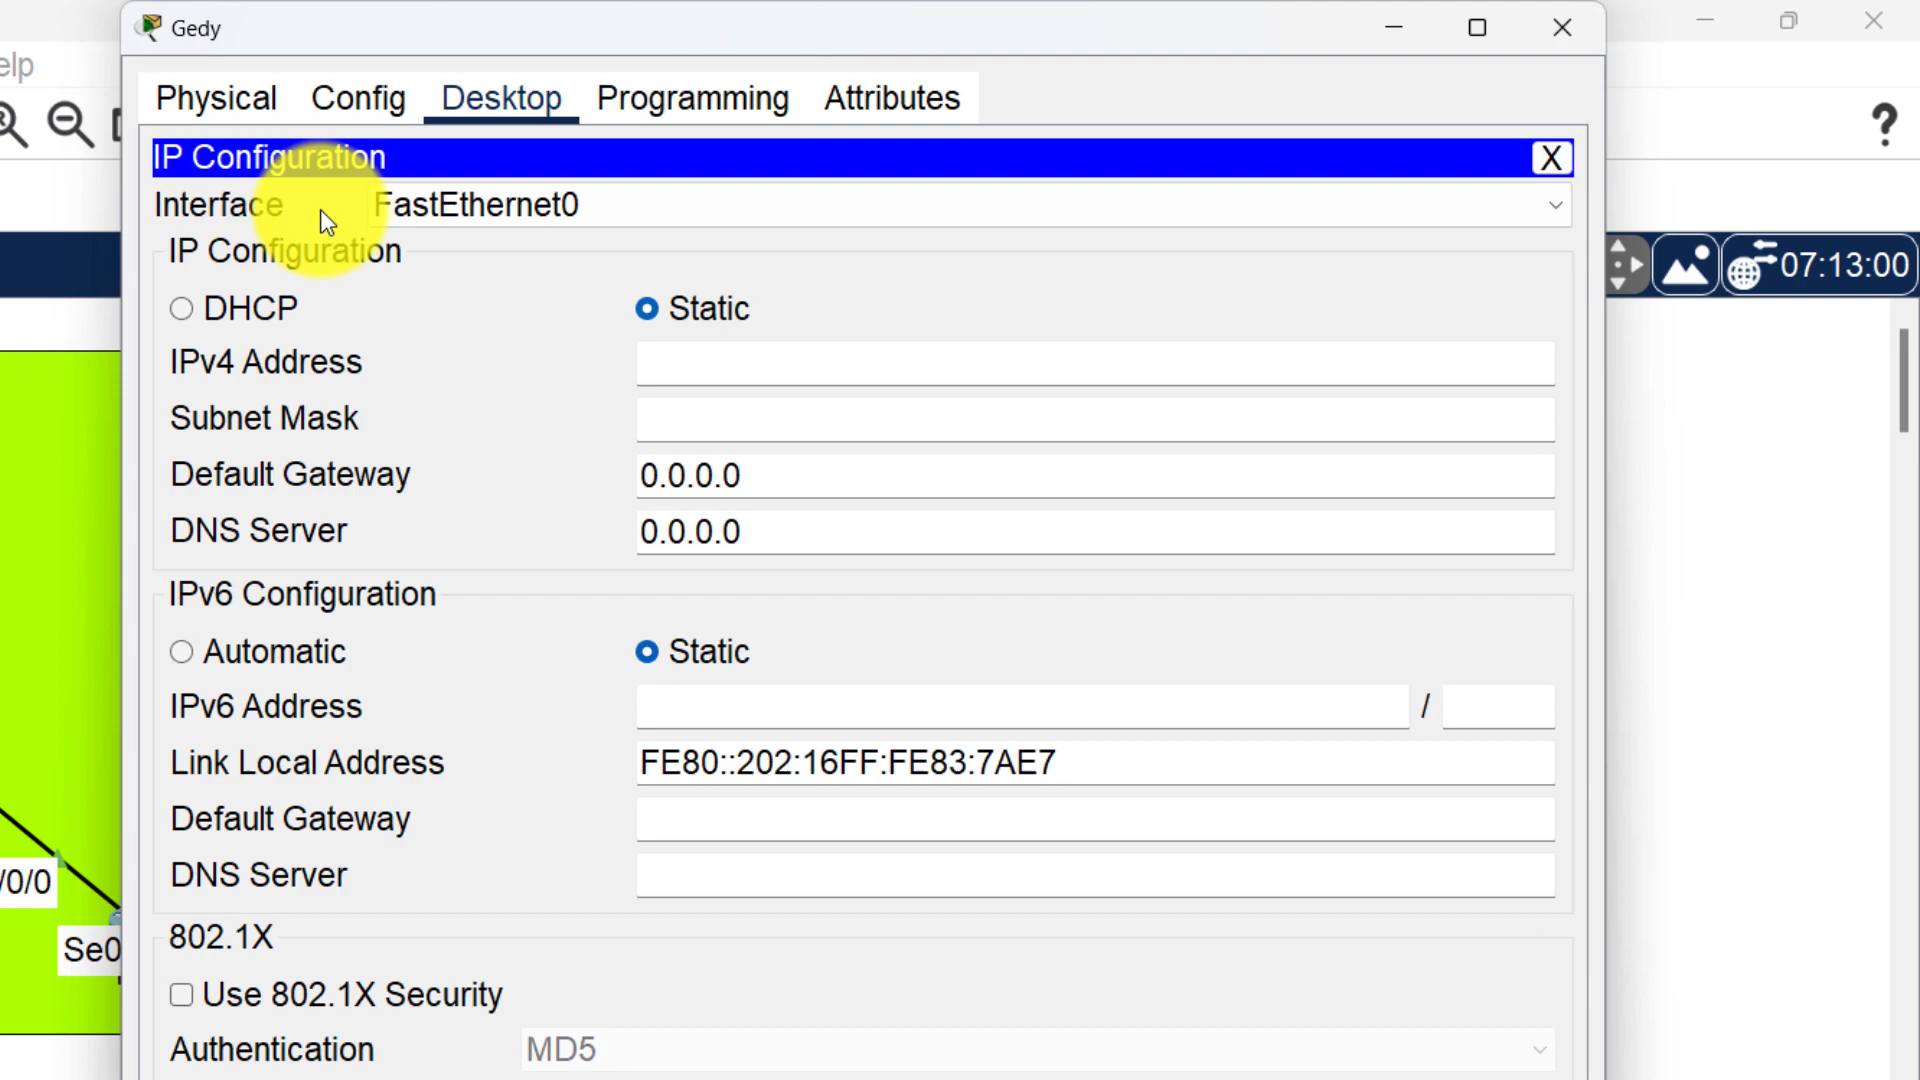 Gedy
elp
Physical Config Desktop Programming Attributes
IP Configuration X
Interface FastEthernet0
IP Configuration
07:13:00
DHCP Static
IPv4 Address
Subnet Mask
Default Gateway 0.0.0.0
DNS Server 0.0.0.0
IPv6 Configuration
Automatic Static
IPv6 Address /
Link Local Address FE80::202:16FF:FE83:7AE7
Default Gateway
DNS Server
/0/0
802.1X
Se0
Use 802.1X Security
Authentication MD5